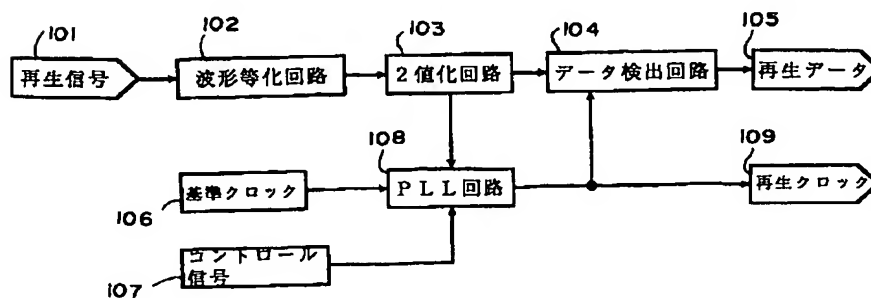 101
再生信号
102
波形等化回路
103
2値化回路
104
データ検出回路
105
再生データ
106
基準クロック
107
コントロール
信号
108
PLL回路
109
再生クロック